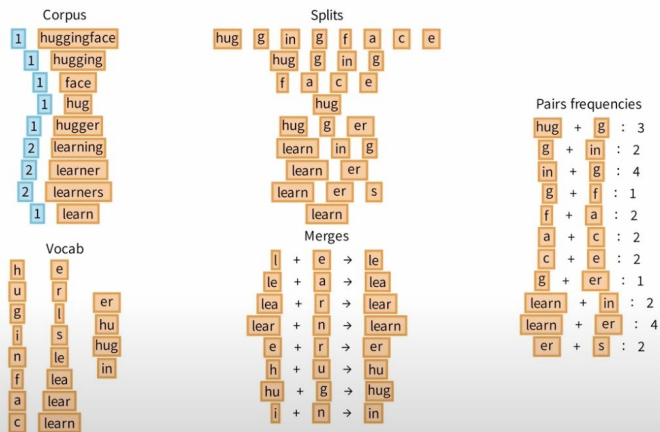 Corpus
1 huggingface
1 hugging
1 face
1 hug
1 hugger
2 learning
2 learner
2 learners
1 learn
Splits
hug g in g f a c e
hug g in g
f a c e
hug
hug g er
learn in g
learn er
learn er s
learn
Vocab
h
u
g
i
n
f
a
c
e
r
l
s
le
lea
lear
learn
er
hu
hug
in
Merges
l + e → le
le + a → lea
lea + r → lear
lear + n → learn
e + r → er
h + u → hu
hu + g → hug
i + n → in
Pairs frequencies
hug + g : 3
g + in : 2
in + g : 4
g + f : 1
f + a : 2
a + c : 2
c + e : 2
g + er : 1
learn + in : 2
learn + er : 4
er + s : 2